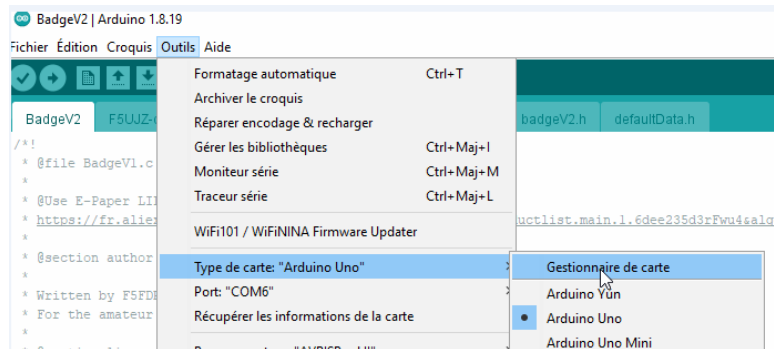 BadgeV2 | Arduino 1.8.19
Fichier Édition Croquis Outils Aide
Formatage automatique Ctrl+T
Archiver le croquis
BadgeV2 F5UJZ- Réparer encodage & recharger badgeV2.h defaultData.h
/*!
Gérer les bibliothèques Ctrl+Maj+I
* @file BadgeV1.c
Moniteur série Ctrl+Maj+M
*
* @Use E-Paper LI
Traceur série Ctrl+Maj+L
* https://fr.alie
uctlist.main.1.6dee235d3rFwu4&alg
*
WiFi101 / WiFiNINA Firmware Updater
* @section author
Type de carte: "Arduino Uno" Gestionnaire de carte
*
* Written by F5FD
Port: "COM6" Arduino Yún
* For the amateur
Récupérer les informations de la carte Arduino Uno
*
Arduino Uno Mini